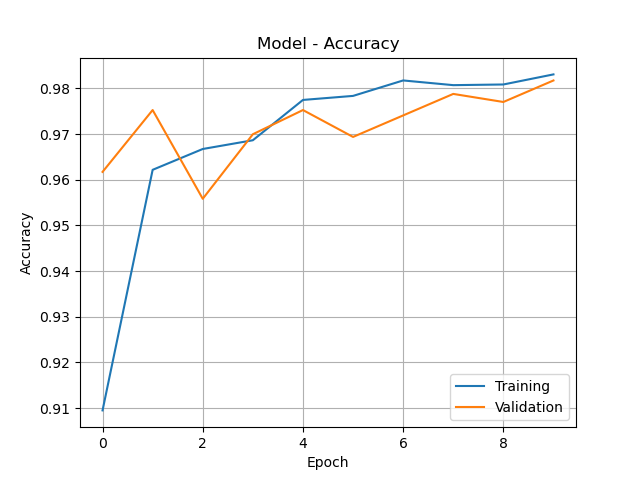 Model - Accuracy
0.98
0.97
0.96
0.95
0.94
0.93
0.92
0.91
Accuracy
0 2 4 6 8
Epoch
Training
Validation